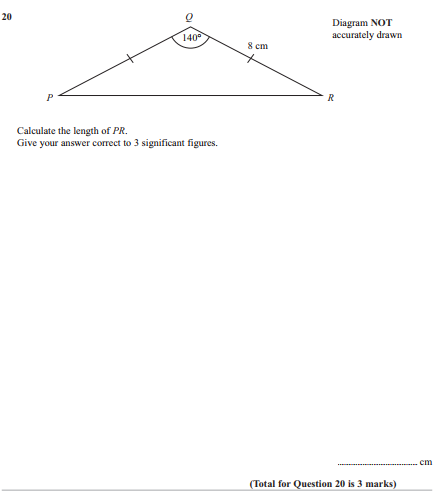 20
Q
Diagram NOT
accurately drawn
140°
8 cm
P
R
Calculate the length of PR.
Give your answer correct to 3 significant figures.
.................................. cm
(Total for Question 20 is 3 marks)